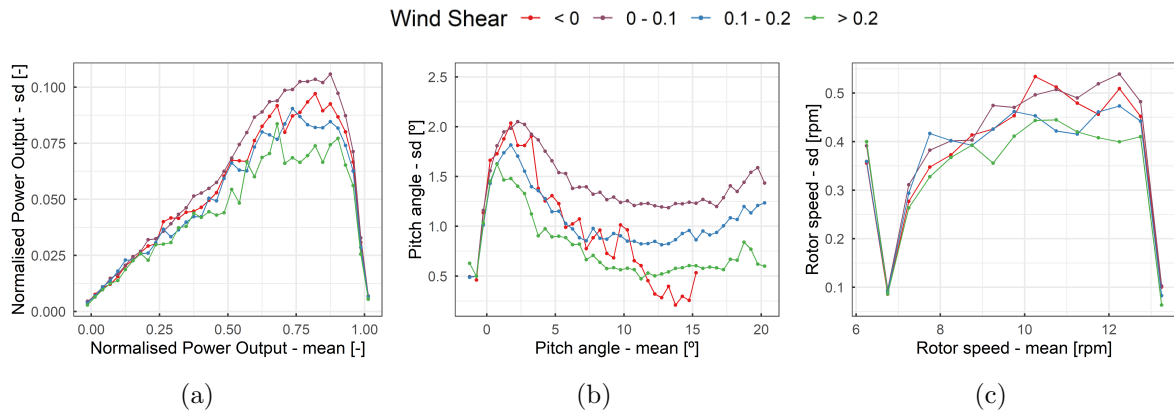 Wind Shear < 0 0 - 0.1 0.1 - 0.2 > 0.2
Normalised Power Output - sd [-]
0.100
0.075
0.050
0.025
0.000
0.00 0.25 0.50 0.75 1.00
Normalised Power Output - mean [-]
(a)
Pitch angle - sd [º]
2.5
2.0
1.5
1.0
0.5
0 5 10 15 20
Pitch angle - mean [º]
(b)
Rotor speed - sd [rpm]
0.5
0.4
0.3
0.2
0.1
6 8 10 12
Rotor speed - mean [rpm]
(c)